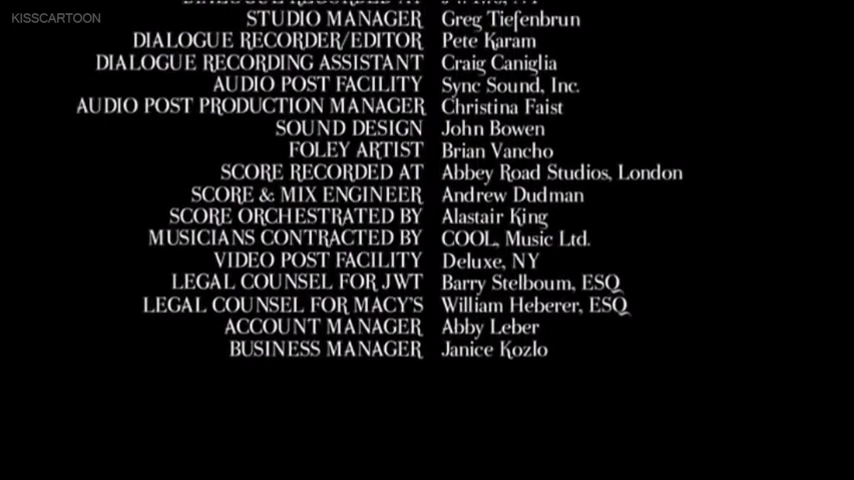 KISSCARTOON
STUDIO MANAGER Greg Tiefenbrun
DIALOGUE RECORDER/EDITOR Pete Karam
DIALOGUE RECORDING ASSISTANT Craig Caniglia
AUDIO POST FACILITY Sync Sound, Inc.
AUDIO POST PRODUCTION MANAGER Christina Faist
SOUND DESIGN John Bowen
FOLEY ARTIST Brian Vancho
SCORE RECORDED AT Abbey Road Studios, London
SCORE & MIX ENGINEER Andrew Dudman
SCORE ORCHESTRATED BY Alastair King
MUSICIANS CONTRACTED BY COOL, Music Ltd.
VIDEO POST FACILITY Deluxe, NY
LEGAL COUNSEL FOR JWT Barry Stelboum, ESQ
LEGAL COUNSEL FOR MACY'S William Heberer, ESQ
ACCOUNT MANAGER Abby Leber
BUSINESS MANAGER Janice Kozlo